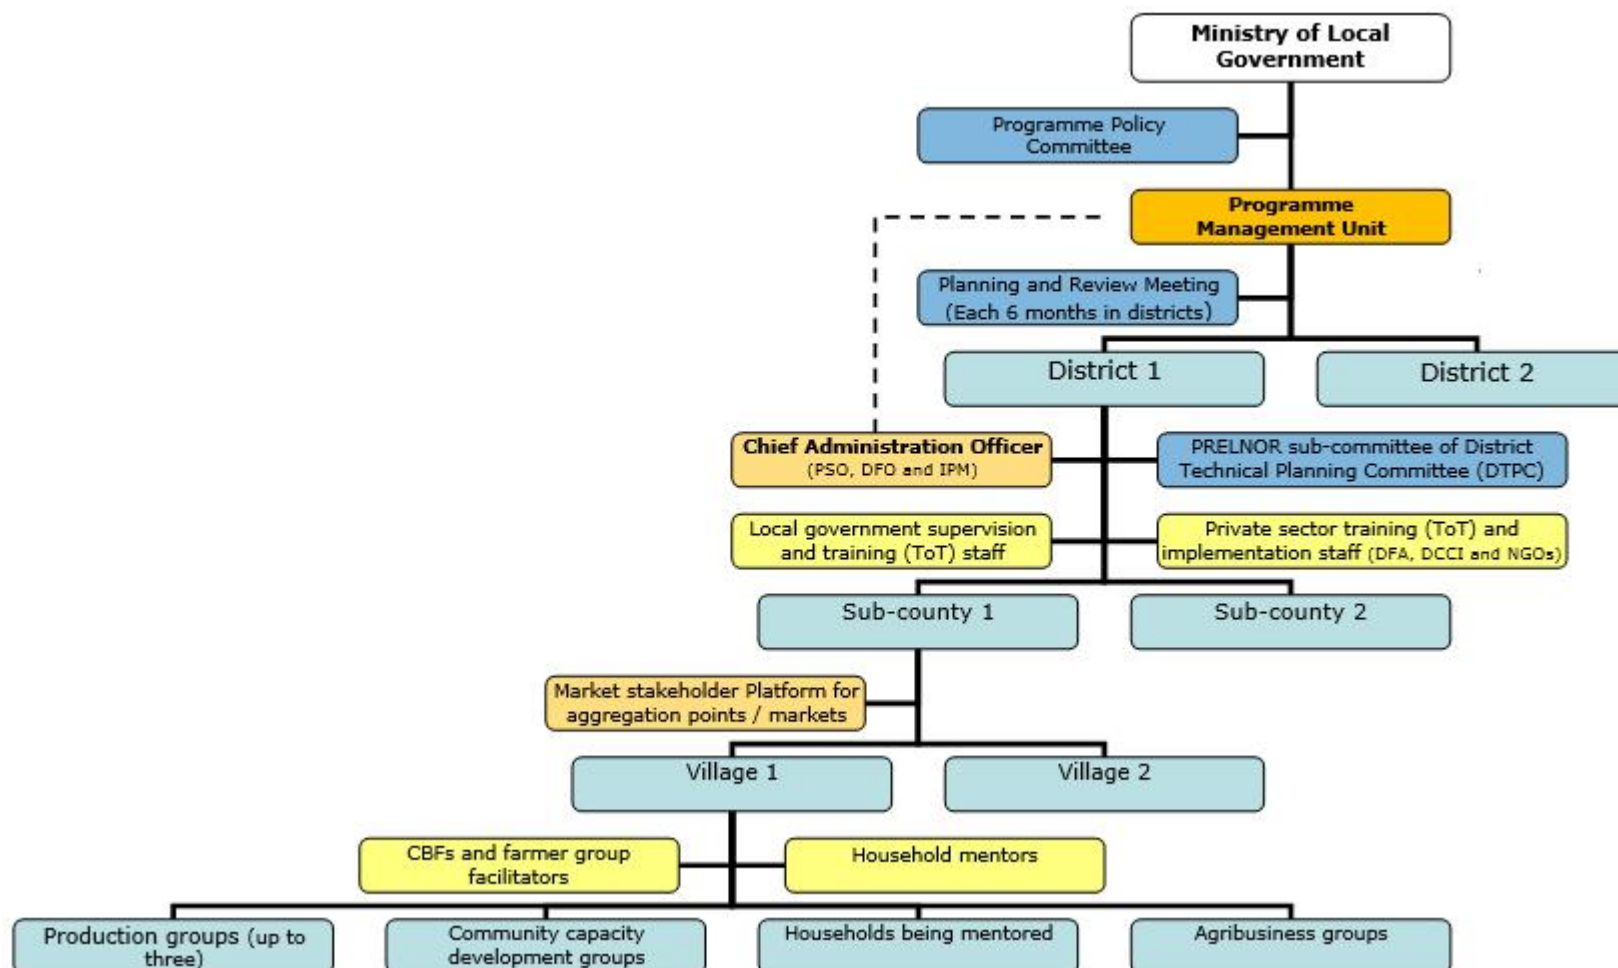 Ministry of Local
Government
Programme Policy
Committee
Programme
Management Unit
Planning and Review Meeting
(Each 6 months in districts)
District 1
District 2
Chief Administration Officer
(PSO, DFO and IPM)
PRELNOR sub-committee of District
Technical Planning Committee (DTPC)
Local government supervision
and training (ToT) staff
Private sector training (ToT) and
implementation staff (DFA, DCCI and NGOs)
Sub-county 1
Sub-county 2
Market stakeholder Platform for
aggregation points / markets
Village 1
Village 2
CBFs and farmer group
facilitators
Household mentors
Production groups (up to
three)
Community capacity
development groups
Households being mentored
Agribusiness groups